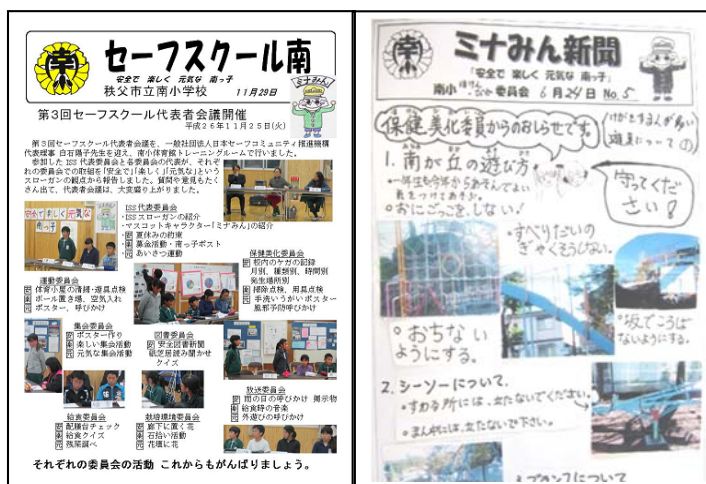 セーフスクール南
安全で 楽しく 元気な 南っ子
秩父市立南小学校
11月28日
ミナみん
第3回セーフスクール代表者会議開催
平成26年11月25日(火)
第3回セーフスクール代表者会議を、一般社団法人日本セーフコミュニティ推進機構
代表理事 白石陽子先生を迎え、南小体育館トレーニングルームで行いました。
参加した ISS 代表委員と各委員会の代表が、それぞ
れの委員会での取組を「安全で」「楽しく」「元気な」という
スローガンの観点から報告しました。質問や意見もたく
さん出て、代表者会議は、大変盛り上がりました。
ISS 代表委員会
・ISS スローガンの紹介
・マスコットキャラクター「ミナみん」の紹介
安 夏休みの約束
楽 募金活動・南っ子ポスト
元 あいさつ運動
保健美化委員会
安 校内のケガの記録
月別、種類別、時間別
発生場所別
楽 掃除点検、用具点検
元 手洗いうがいポスター
風邪予防呼びかけ
運動委員会
安 体育小屋の清掃・遊具点検
楽 ボール置き場、空気入れ
元 ポスター、呼びかけ
集会委員会
安 ポスター作り
楽 楽しい集会活動
元 元気な集会活動
図書委員会
安 安全図書新聞
紙芝居読み聞かせ
クイズ
放送委員会
安 雨の日の呼びかけ 掲示物
楽 給食時の音楽
元 外遊びの呼びかけ
給食委員会
安 配膳台チェック
楽 給食クイズ
元 残菜調べ
栽培環境委員会
安 廊下に置く花
楽 石拾い活動
元 花壇に花
それぞれの委員会の活動 これからもがんばりましょう。
ミナみん新聞
「安全で 楽しく 元気な 南っ子」
南小 委員会 6月24日 No.5
保健美化委員からのおしらせです。
けがをする人が多い
遊具について①
1. 南が丘の遊び方
守ってくだ
さい!
。おにごっこをしない!
・すべりだいの
ぎゃくそうしない。
。おちない
ようにする。
・坂でころば
ないようにする。
2. シーソーについて.
・すわる所には、立たないでください。
・まん中には、立たないで下さい。